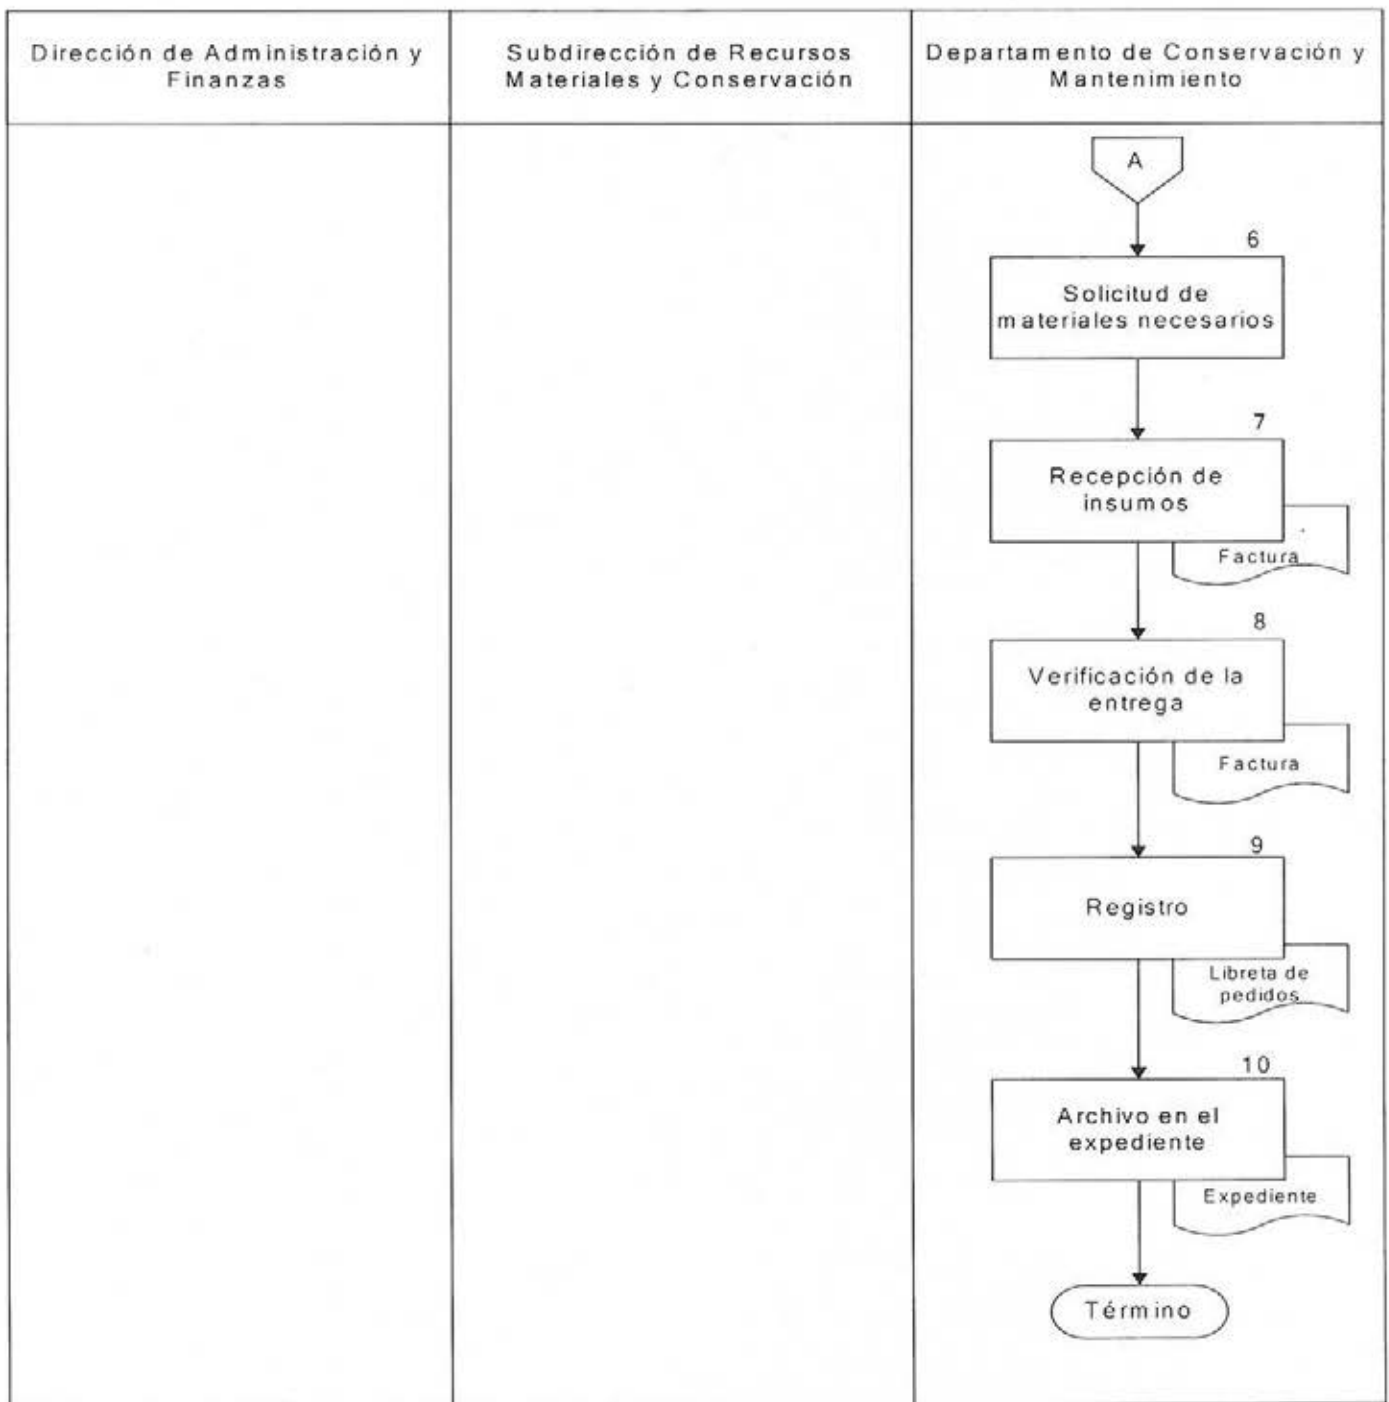 Dirección de Administración y
Finanzas
Subdirección de Recursos
Materiales y Conservación
Departamento de Conservación y
Mantenimiento
A
6
Solicitud de
materiales necesarios
7
Recepción de
insumos
Factura
8
Verificación de la
entrega
Factura
9
Registro
Libreta de
pedidos
10
Archivo en el
expediente
Expediente
Término